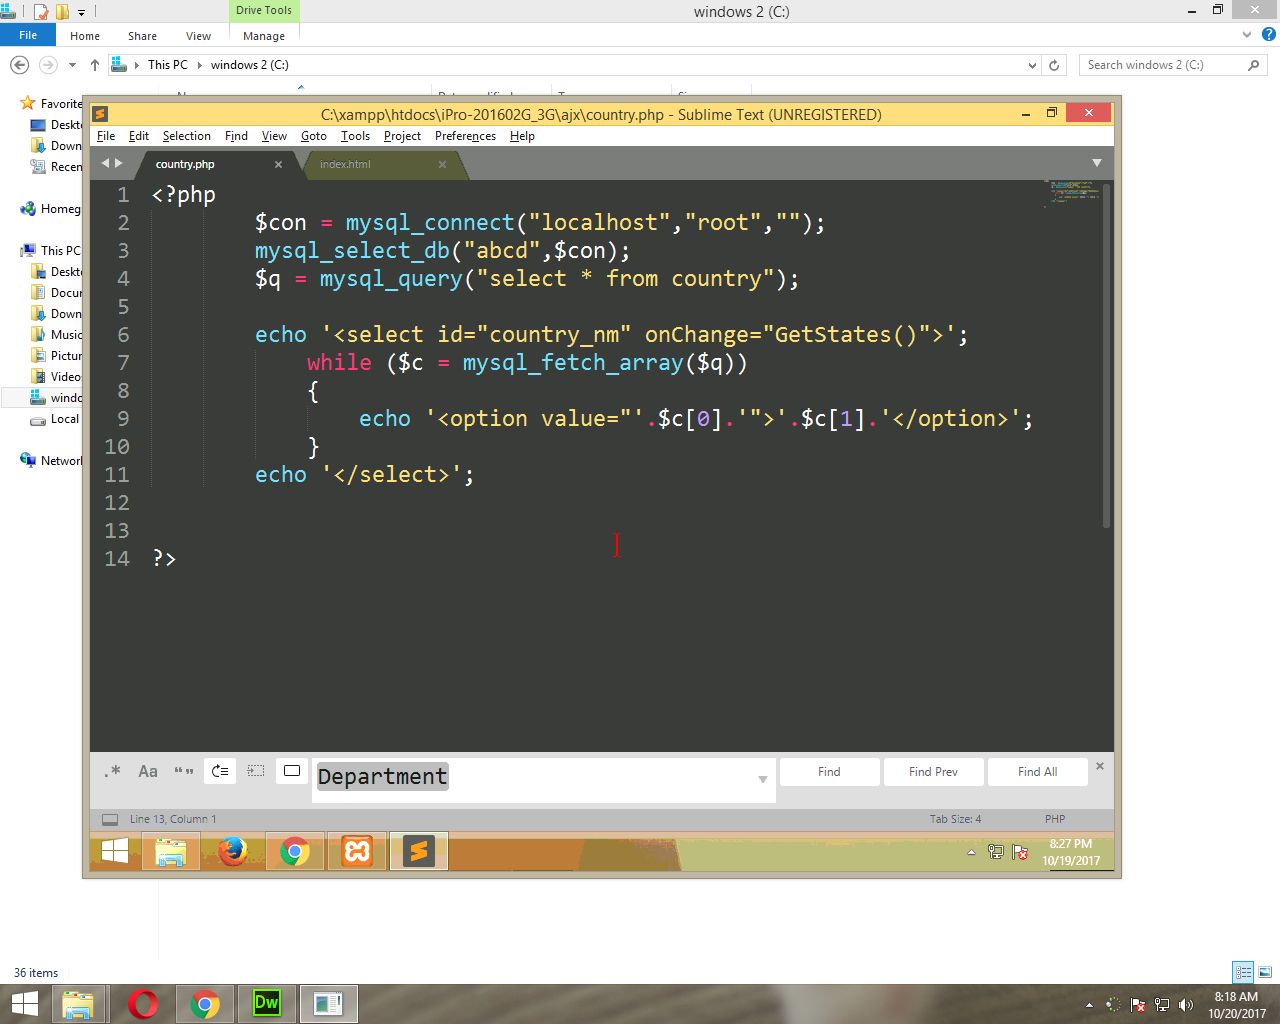 Drive Tools
windows 2 (C:)
File
Home
Share
View
Manage
This PC
windows 2 (C:)
Search windows 2 (C:)
Favorite
Deskt
Down
Recen
Homeg
This PC
Deskt
Docu
Down
Music
Pictur
Video
windo
Local
Network
C:\xampp\htdocs\iPro-201602G_3G\ajx\country.php - Sublime Text (UNREGISTERED)
File Edit Selection Find View Goto Tools Project Preferences Help
country.php
index.html
1 <?php
2 $con = mysql_connect("localhost","root","");
3 mysql_select_db("abcd",$con);
4 $q = mysql_query("select * from country");
5
6 echo '<select id="country_nm" onChange="GetStates()">';
7 while ($c = mysql_fetch_array($q))
8 {
9 echo '<option value="'.$c[0].'">'.$c[1].'</option>';
10 }
11 echo '</select>';
12
13
14 ?>
.* Aa “”
Department
Find
Find Prev
Find All
Line 13, Column 1
Tab Size: 4
PHP
8:27 PM
10/19/2017
36 items
Dw
8:18 AM
10/20/2017